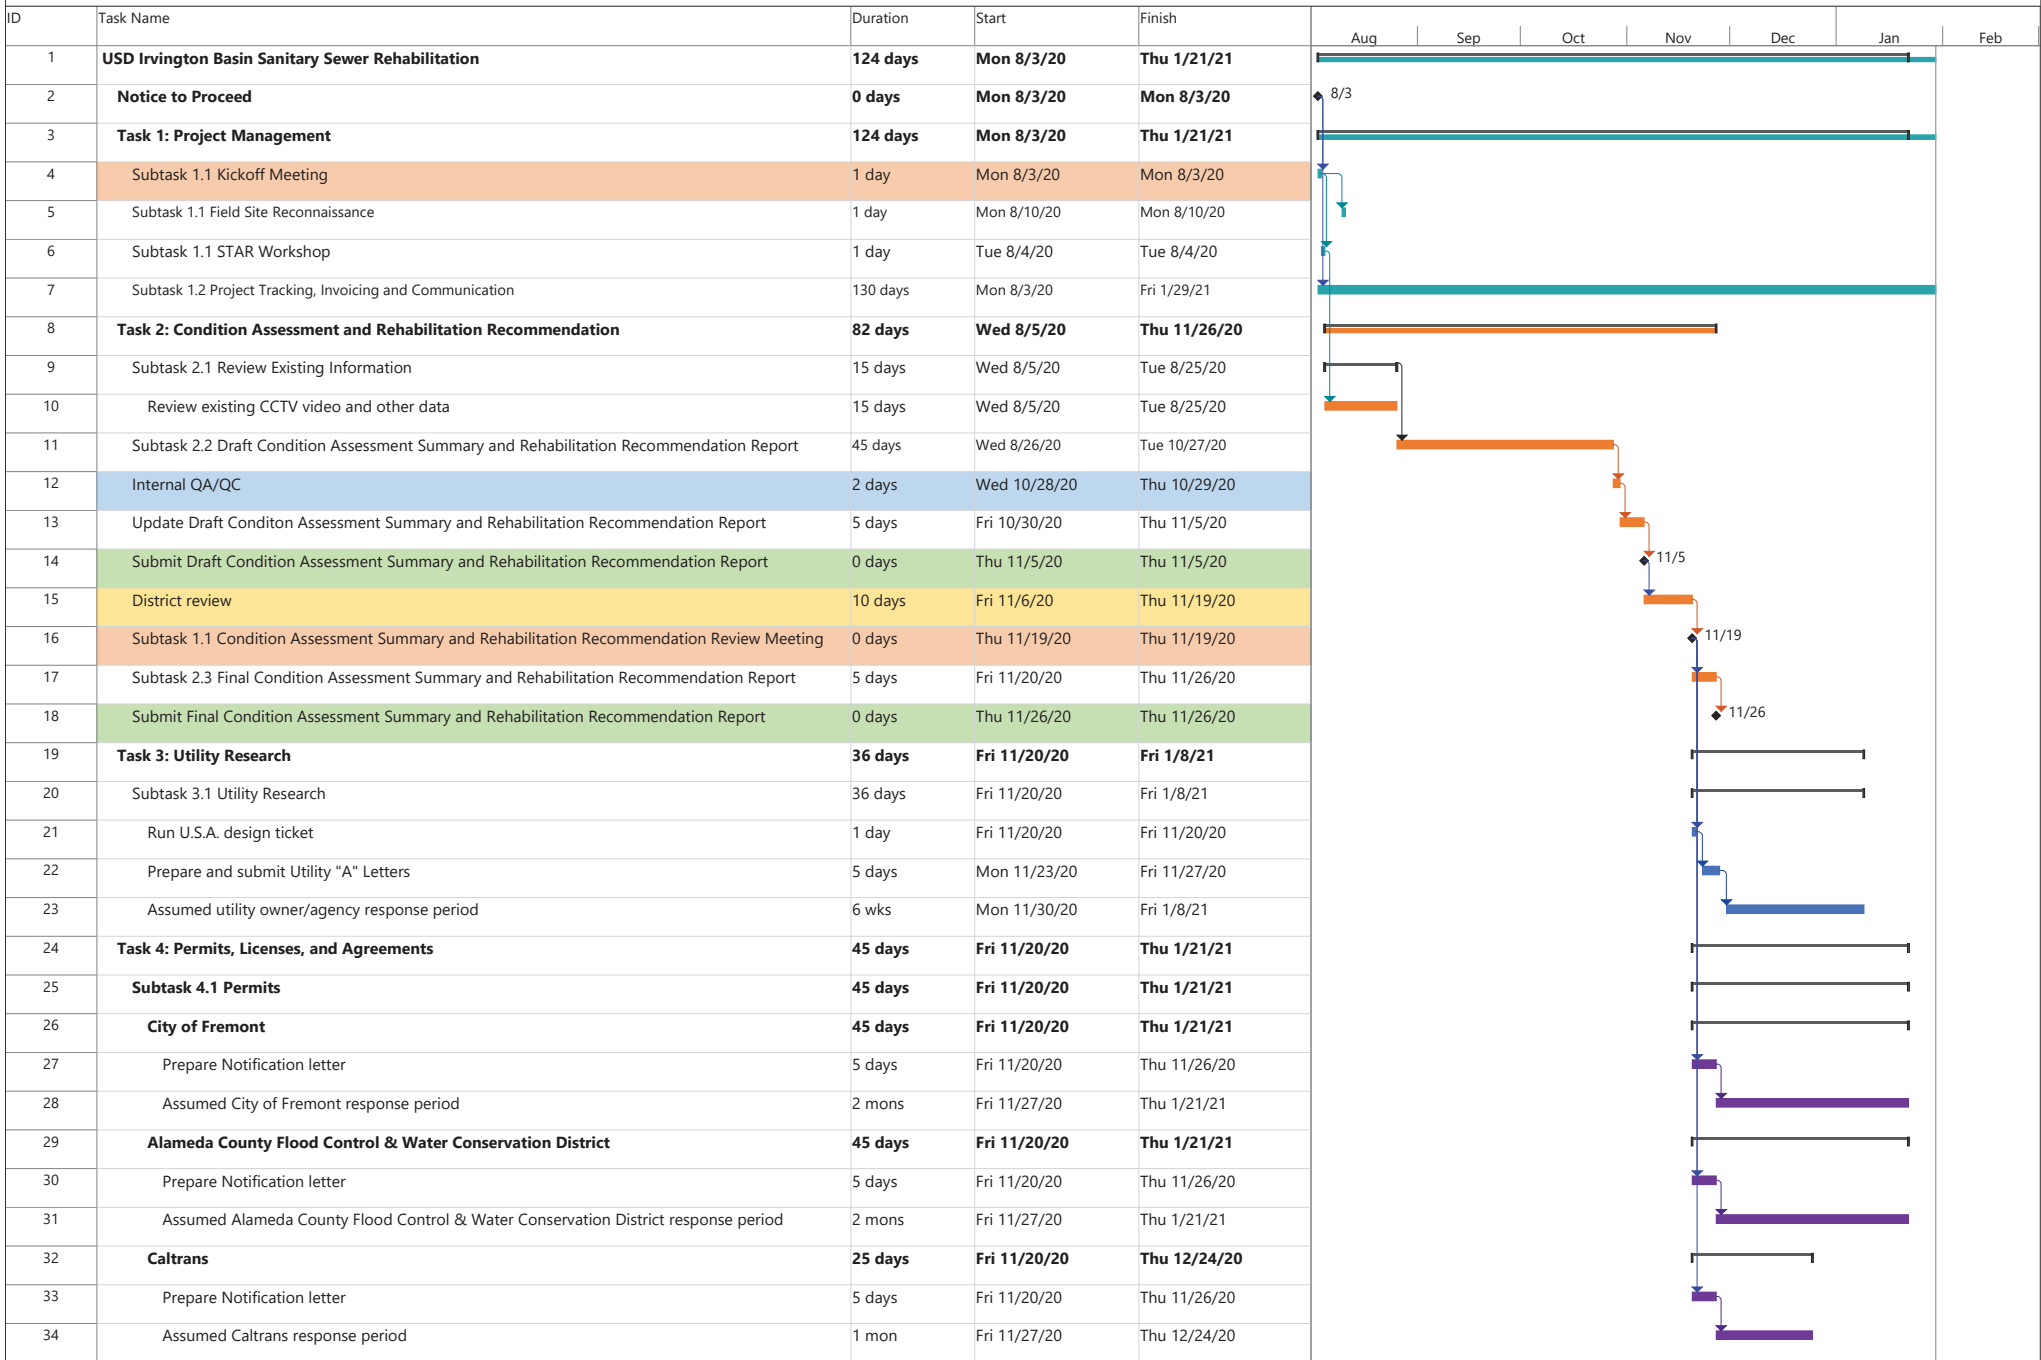 ID Task Name Duration Start Finish
Aug Sep Oct Nov Dec Jan Feb
1 USD Irvington Basin Sanitary Sewer Rehabilitation 124 days Mon 8/3/20 Thu 1/21/21
2 Notice to Proceed 0 days Mon 8/3/20 Mon 8/3/20 8/3
3 Task 1: Project Management 124 days Mon 8/3/20 Thu 1/21/21
4 Subtask 1.1 Kickoff Meeting 1 day Mon 8/3/20 Mon 8/3/20
5 Subtask 1.1 Field Site Reconnaissance 1 day Mon 8/10/20 Mon 8/10/20
6 Subtask 1.1 STAR Workshop 1 day Tue 8/4/20 Tue 8/4/20
7 Subtask 1.2 Project Tracking, Invoicing and Communication 130 days Mon 8/3/20 Fri 1/29/21
8 Task 2: Condition Assessment and Rehabilitation Recommendation 82 days Wed 8/5/20 Thu 11/26/20
9 Subtask 2.1 Review Existing Information 15 days Wed 8/5/20 Tue 8/25/20
10 Review existing CCTV video and other data 15 days Wed 8/5/20 Tue 8/25/20
11 Subtask 2.2 Draft Condition Assessment Summary and Rehabilitation Recommendation Report 45 days Wed 8/26/20 Tue 10/27/20
12 Internal QA/QC 2 days Wed 10/28/20 Thu 10/29/20
13 Update Draft Conditon Assessment Summary and Rehabilitation Recommendation Report 5 days Fri 10/30/20 Thu 11/5/20
14 Submit Draft Condition Assessment Summary and Rehabilitation Recommendation Report 0 days Thu 11/5/20 Thu 11/5/20 11/5
15 District review 10 days Fri 11/6/20 Thu 11/19/20
16 Subtask 1.1 Condition Assessment Summary and Rehabilitation Recommendation Review Meeting 0 days Thu 11/19/20 Thu 11/19/20 11/19
17 Subtask 2.3 Final Condition Assessment Summary and Rehabilitation Recommendation Report 5 days Fri 11/20/20 Thu 11/26/20
18 Submit Final Condition Assessment Summary and Rehabilitation Recommendation Report 0 days Thu 11/26/20 Thu 11/26/20 11/26
19 Task 3: Utility Research 36 days Fri 11/20/20 Fri 1/8/21
20 Subtask 3.1 Utility Research 36 days Fri 11/20/20 Fri 1/8/21
21 Run U.S.A. design ticket 1 day Fri 11/20/20 Fri 11/20/20
22 Prepare and submit Utility "A" Letters 5 days Mon 11/23/20 Fri 11/27/20
23 Assumed utility owner/agency response period 6 wks Mon 11/30/20 Fri 1/8/21
24 Task 4: Permits, Licenses, and Agreements 45 days Fri 11/20/20 Thu 1/21/21
25 Subtask 4.1 Permits 45 days Fri 11/20/20 Thu 1/21/21
26 City of Fremont 45 days Fri 11/20/20 Thu 1/21/21
27 Prepare Notification letter 5 days Fri 11/20/20 Thu 11/26/20
28 Assumed City of Fremont response period 2 mons Fri 11/27/20 Thu 1/21/21
29 Alameda County Flood Control & Water Conservation District 45 days Fri 11/20/20 Thu 1/21/21
30 Prepare Notification letter 5 days Fri 11/20/20 Thu 11/26/20
31 Assumed Alameda County Flood Control & Water Conservation District response period 2 mons Fri 11/27/20 Thu 1/21/21
32 Caltrans 25 days Fri 11/20/20 Thu 12/24/20
33 Prepare Notification letter 5 days Fri 11/20/20 Thu 11/26/20
34 Assumed Caltrans response period 1 mon Fri 11/27/20 Thu 12/24/20